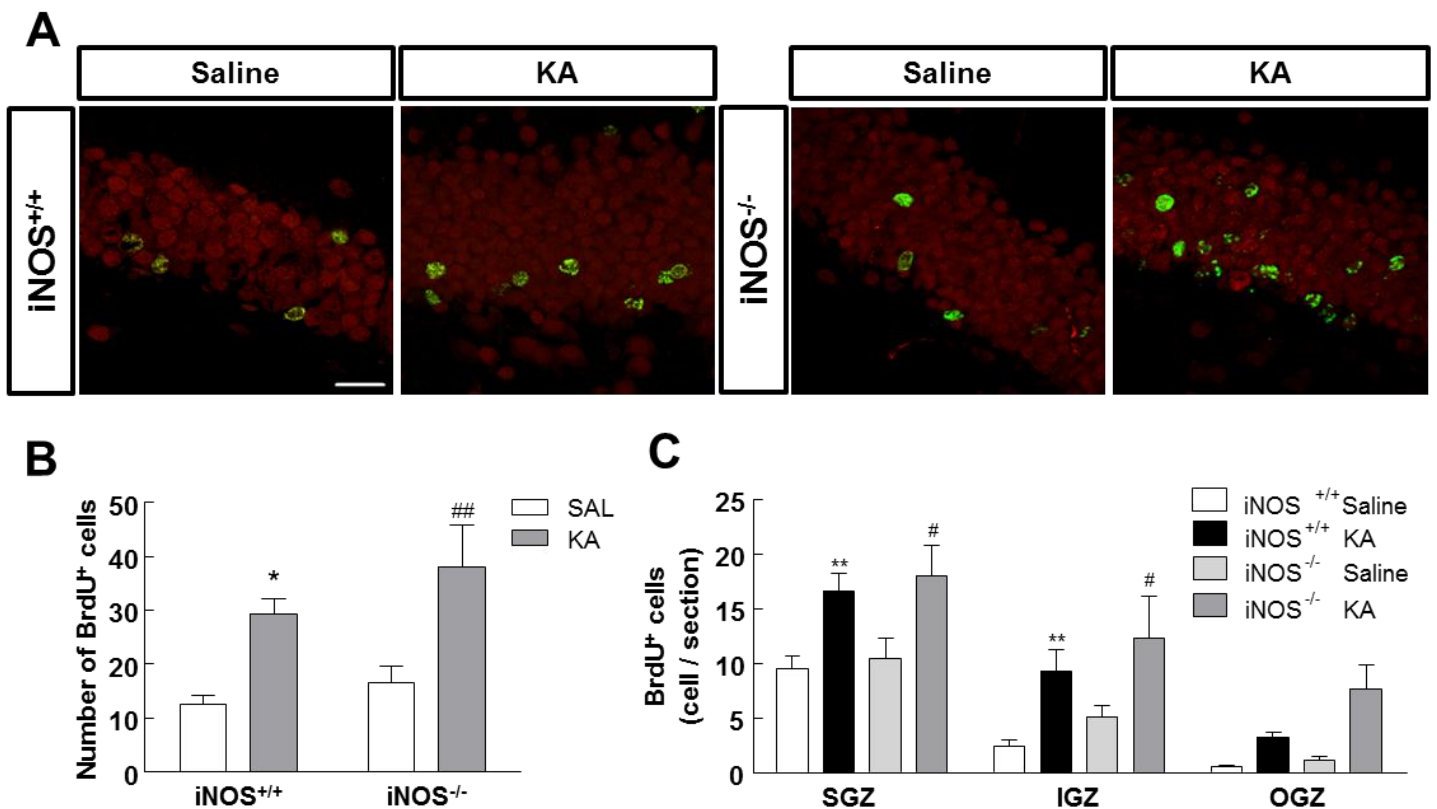 A
Saline
KA
Saline
KA
iNOS+/+
iNOS-/-
B
Number of BrdU+ cells
50
40
30
20
10
0
*
##
SAL
KA
iNOS+/+
iNOS-/-
C
BrdU+ cells
(cell / section)
25
20
15
10
5
0
**
#
**
#
iNOS +/+ Saline
iNOS+/+ KA
iNOS-/- Saline
iNOS-/- KA
SGZ
IGZ
OGZ